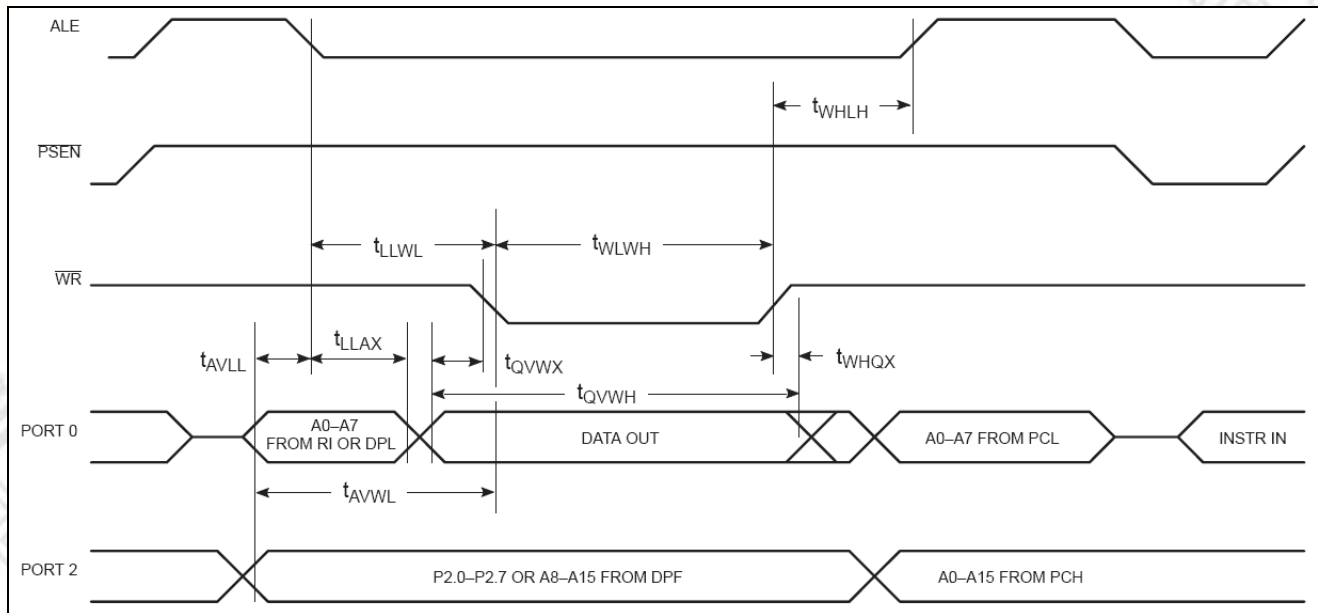 ALE
tWHLH
PSEN
tLLWL
tWLWH
WR
tAVLL
tLLAX
tQVWX
tWHQX
tQVWH
PORT 0
A0–A7
FROM RI OR DPL
DATA OUT
A0–A7 FROM PCL
INSTR IN
tAVWL
PORT 2
P2.0–P2.7 OR A8–A15 FROM DPF
A0–A15 FROM PCH